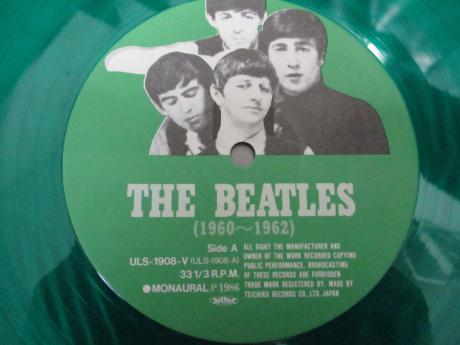 THE BEATLES
(1960〜1962)
Side A
ULS-1908-V (ULS-1908-A)
33 1/3 R.P.M.
●MONAURAL ℗ 1986
ALL RIGHT THE MANUFACTURER AND
OWNER OF THE WORK RECORDED COPYING
PUBLIC PERFORMANCE, BROADCASTING
OF THESE RECORDS ARE FORBIDDEN
TRADE MARK REGISTERED BY. MADE BY
TEICHIKU RECORDS CO., LTD. JAPAN